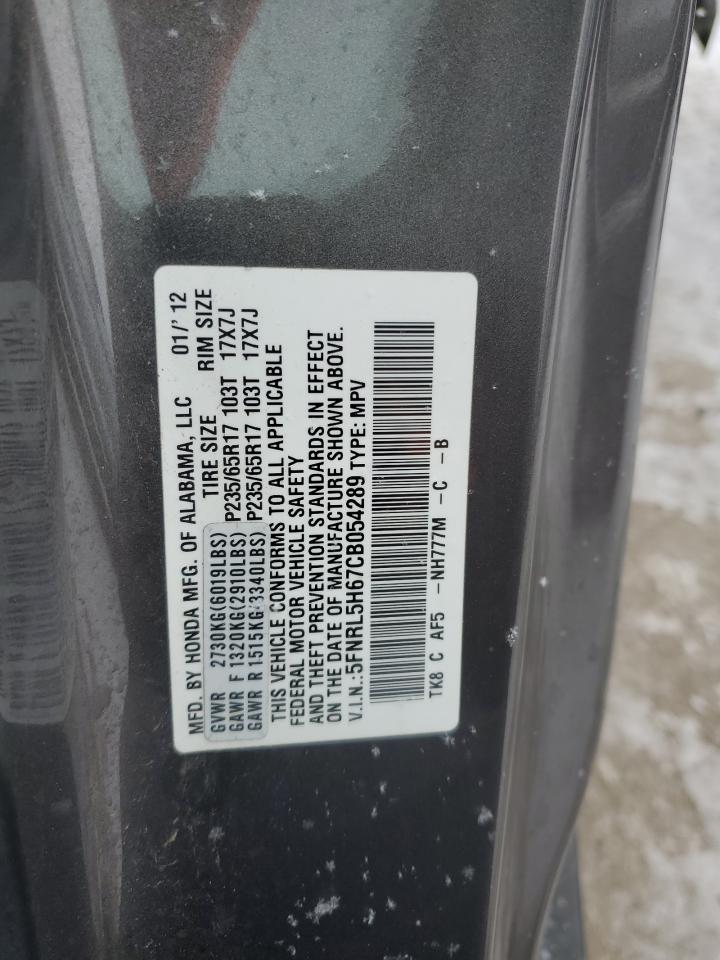 MFD. BY HONDA MFG. OF ALABAMA, LLC 01/'12
TIRE SIZE RIM SIZE
GVWR 2730KG(6019LBS)
GAWR F 1320KG(2910LBS) P235/65R17 103T 17X7J
GAWR R 1515KG(3340LBS) P235/65R17 103T 17X7J
THIS VEHICLE CONFORMS TO ALL APPLICABLE
FEDERAL MOTOR VEHICLE SAFETY
AND THEFT PREVENTION STANDARDS IN EFFECT
ON THE DATE OF MANUFACTURE SHOWN ABOVE.
V.I.N.:5FNRL5H67CB054289 TYPE: MPV
TK8 C AF5 -NH777M -C -B